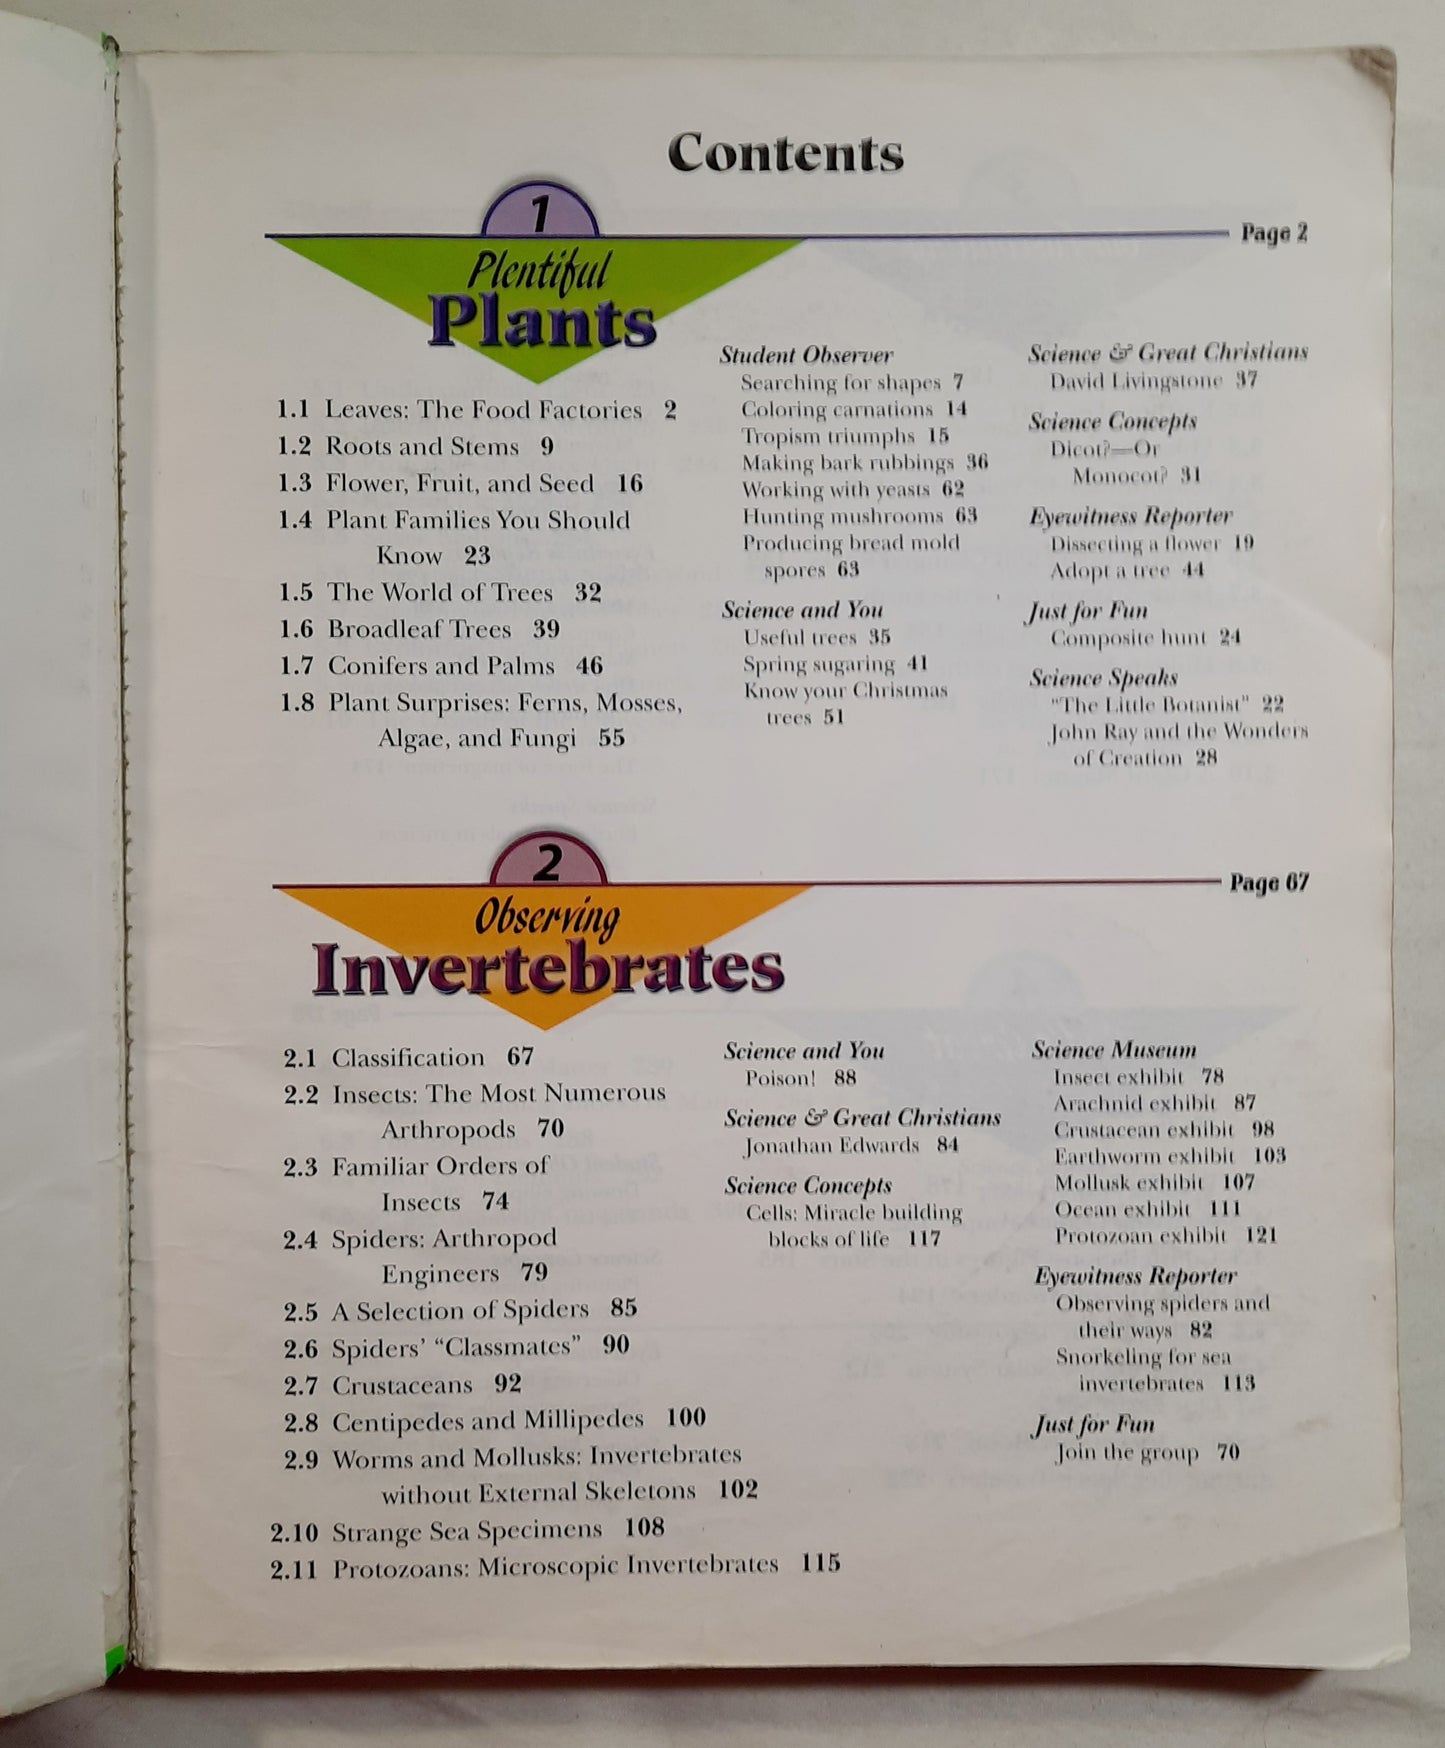 Contents
1
Page 2
Plentiful
Plants
1.1 Leaves: The Food Factories 2
1.2 Roots and Stems 9
1.3 Flower, Fruit, and Seed 16
1.4 Plant Families You Should
Know 23
1.5 The World of Trees 32
1.6 Broadleaf Trees 39
1.7 Conifers and Palms 46
1.8 Plant Surprises: Ferns, Mosses,
Algae, and Fungi 55
Student Observer
Searching for shapes 7
Coloring carnations 14
Tropism triumphs 15
Making bark rubbings 36
Working with yeasts 62
Hunting mushrooms 63
Producing bread mold
spores 63
Science and You
Useful trees 35
Spring sugaring 41
Know your Christmas
trees 51
Science & Great Christians
David Livingstone 37
Science Concepts
Dicot?—Or
Monocot? 31
Eyewitness Reporter
Dissecting a flower 19
Adopt a tree 44
Just for Fun
Composite hunt 24
Science Speaks
"The Little Botanist" 22
John Ray and the Wonders
of Creation 28
2
Page 67
Observing
Invertebrates
2.1 Classification 67
2.2 Insects: The Most Numerous
Arthropods 70
2.3 Familiar Orders of
Insects 74
2.4 Spiders: Arthropod
Engineers 79
2.5 A Selection of Spiders 85
2.6 Spiders’ “Classmates” 90
2.7 Crustaceans 92
2.8 Centipedes and Millipedes 100
2.9 Worms and Mollusks: Invertebrates
without External Skeletons 102
2.10 Strange Sea Specimens 108
2.11 Protozoans: Microscopic Invertebrates 115
Science and You
Poison! 88
Science & Great Christians
Jonathan Edwards 84
Science Concepts
Cells: Miracle building
blocks of life 117
Science Museum
Insect exhibit 78
Arachnid exhibit 87
Crustacean exhibit 98
Earthworm exhibit 103
Mollusk exhibit 107
Ocean exhibit 111
Protozoan exhibit 121
Eyewitness Reporter
Observing spiders and
their ways 82
Snorkeling for sea
invertebrates 113
Just for Fun
Join the group 70